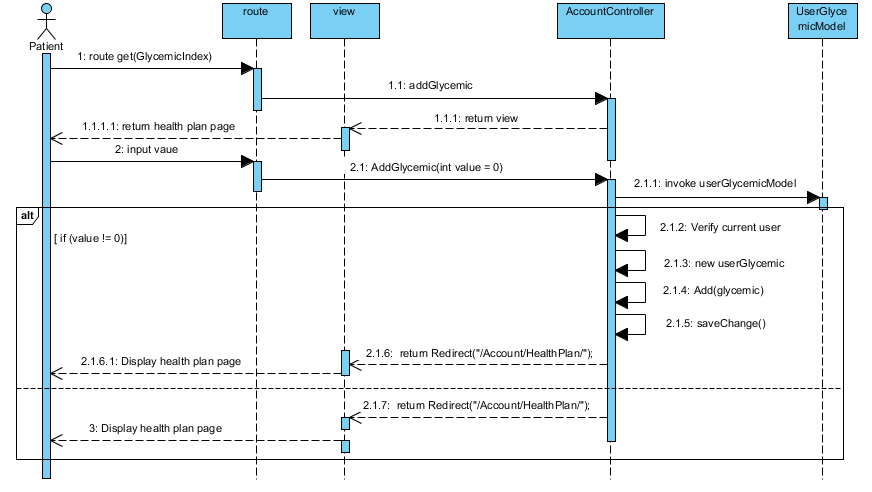 route
view
AccountController
UserGlyce
micModel
Patient
1: route get(GlycemicIndex)
1.1: addGlycemic
1.1.1: return view
1.1.1.1: return health plan page
2: input vaue
2.1: AddGlycemic(int value = 0)
2.1.1: invoke userGlycemicModel
alt
[ if (value != 0)]
2.1.2: Verify current user
2.1.3: new userGlycemic
2.1.4: Add(glycemic)
2.1.5: saveChange()
2.1.6:  return Redirect("/Account/HealthPlan/");
2.1.6.1: Display health plan page
2.1.7:  return Redirect("/Account/HealthPlan/");
3: Display health plan page